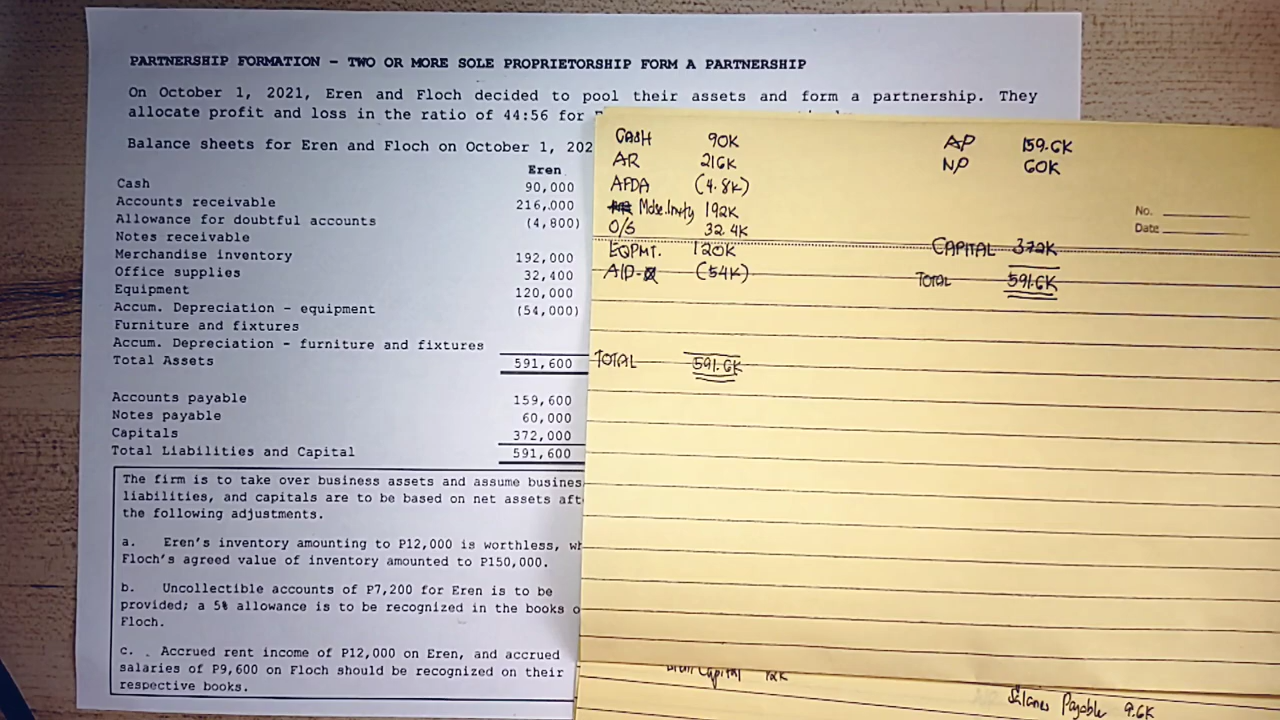 PARTNERSHIP FORMATION – TWO OR MORE SOLE PROPRIETORSHIP FORM A PARTNERSHIP
On October 1, 2021, Eren and Floch decided to pool their assets and form a partnership. They
allocate profit and loss in the ratio of 44:56 for
Balance sheets for Eren and Floch on October 1, 202
Eren
Cash 90,000
Accounts receivable 216,000
Allowance for doubtful accounts (4,800)
Notes receivable
Merchandise inventory 192,000
Office supplies 32,400
Equipment 120,000
Accum. Depreciation – equipment (54,000)
Furniture and fixtures
Accum. Depreciation – furniture and fixtures
Total Assets 591,600
Accounts payable 159,600
Notes payable 60,000
Capitals 372,000
Total Liabilities and Capital 591,600
The firm is to take over business assets and assume busines
liabilities, and capitals are to be based on net assets aft
the following adjustments.
a. Eren's inventory amounting to P12,000 is worthless, wh
Floch's agreed value of inventory amounted to P150,000.
b. Uncollectible accounts of P7,200 for Eren is to be
provided; a 5% allowance is to be recognized in the books o
Floch.
c. Accrued rent income of P12,000 on Eren, and accrued
salaries of P9,600 on Floch should be recognized on their
respective books.
CASH 90K
AR 216K
AFDA (4.8K)
Mdse. Invty 192K
O/S 32.4K
EQPMT. 120K
A/D- (54K)
TOTAL 591.6K
AP 159.6K
NP 60K
No.
Date
CAPITAL 372K
TOTAL 591.6K
Capital 12K
Salaries Payable 9.6K